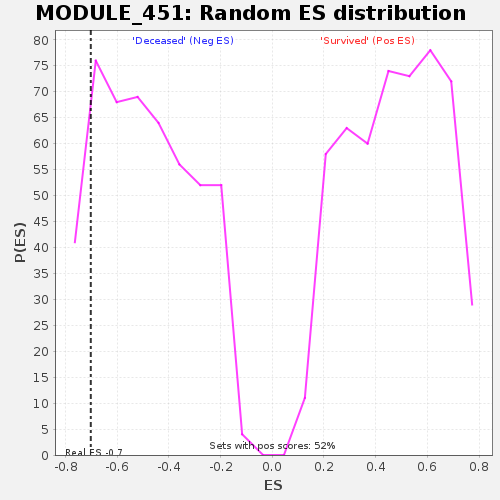 MODULE_451: Random ES distribution
'Deceased' (Neg ES)
'Survived' (Pos ES)
80
75
70
65
60
55
50
45
40
35
30
25
20
15
10
5
0
P(ES)
Sets with pos scores: 52%
Real ES -0.7
-0.8 -0.6 -0.4 -0.2 0.0 0.2 0.4 0.6 0.8
ES